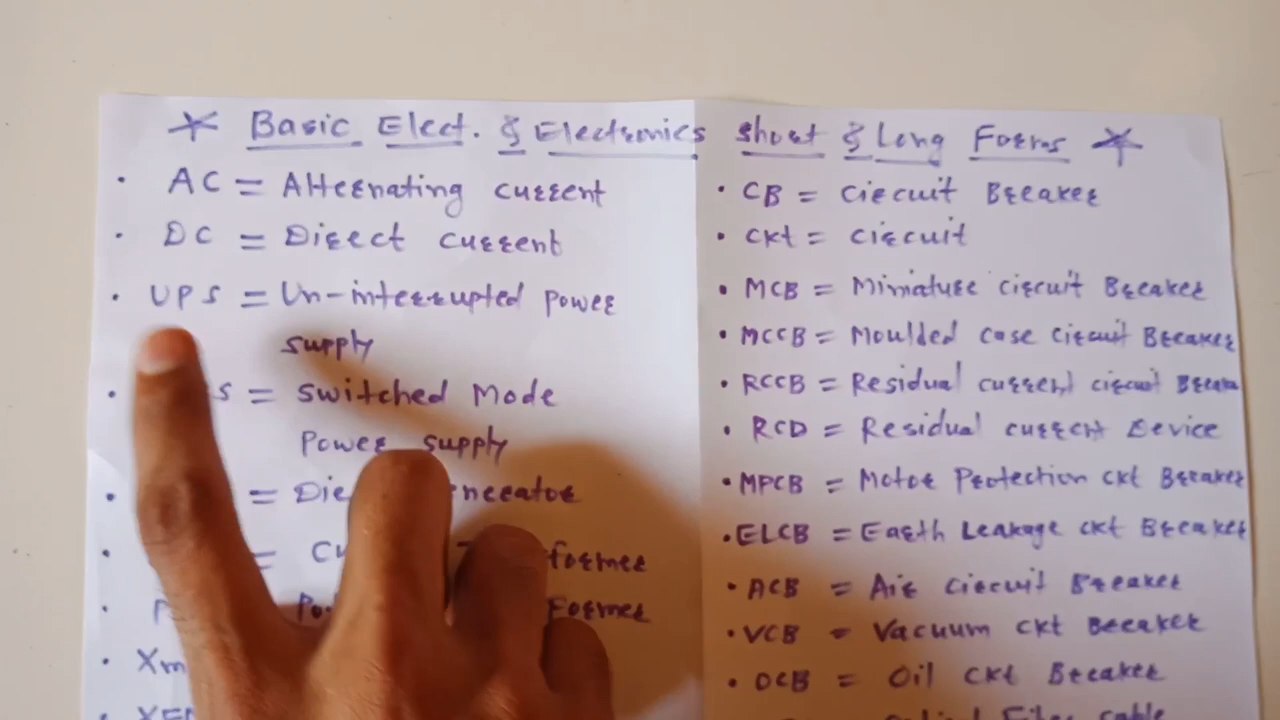 * Basic Elect. & Electronics short & Long Forms *
• AC = Alternating current
• DC = Direct current
• UPS = Un-interrupted power
supply
• S = Switched Mode
Power supply
• =
• =
• =
• Xm
• CB = Circuit Breaker
• Ckt = Circuit
• MCB = Miniature circuit Breaker
• MCCB = Moulded case circuit Breaker
• RCCB = Residual current circuit
• RCD = Residual current Device
• MPCB = Motor Protection ckt Breaker
• ELCB = Earth Leakage ckt Breaker
• ACB = Air Circuit Breaker
• VCB = Vacuum ckt Breaker
• OCB = Oil ckt Breaker